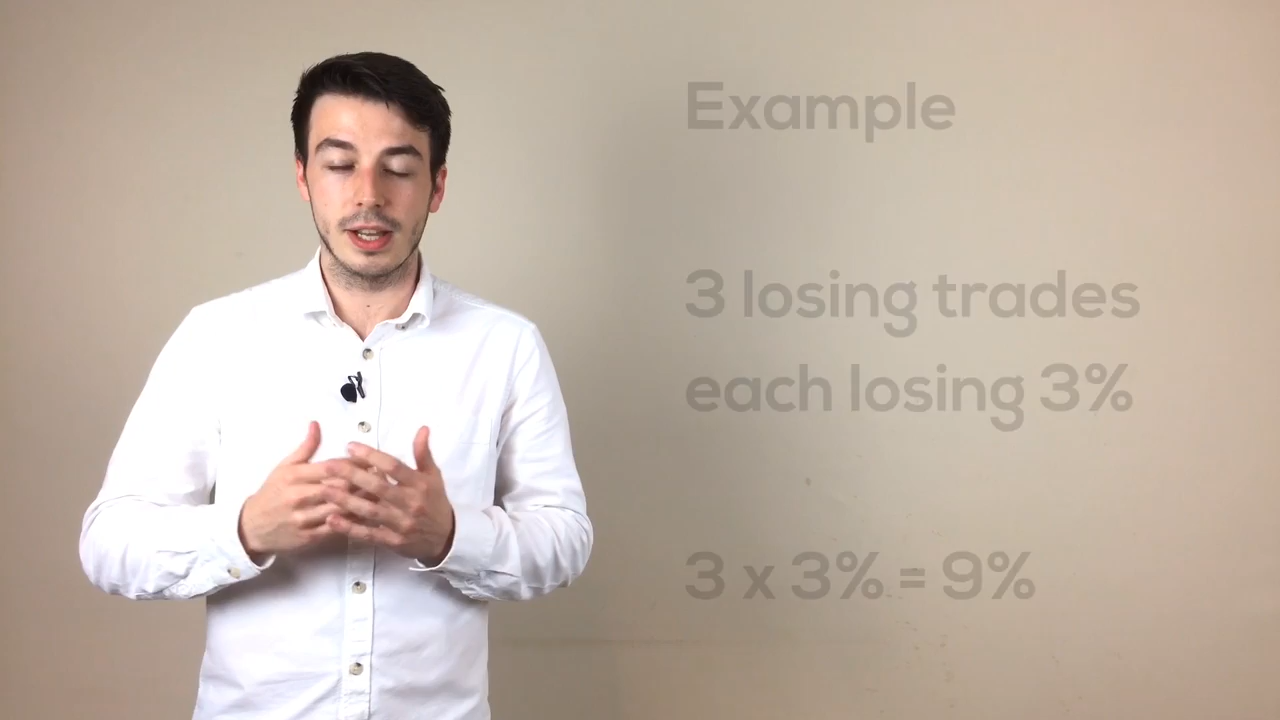 Example
3 losing trades
each losing 3%
3 x 3% = 9%